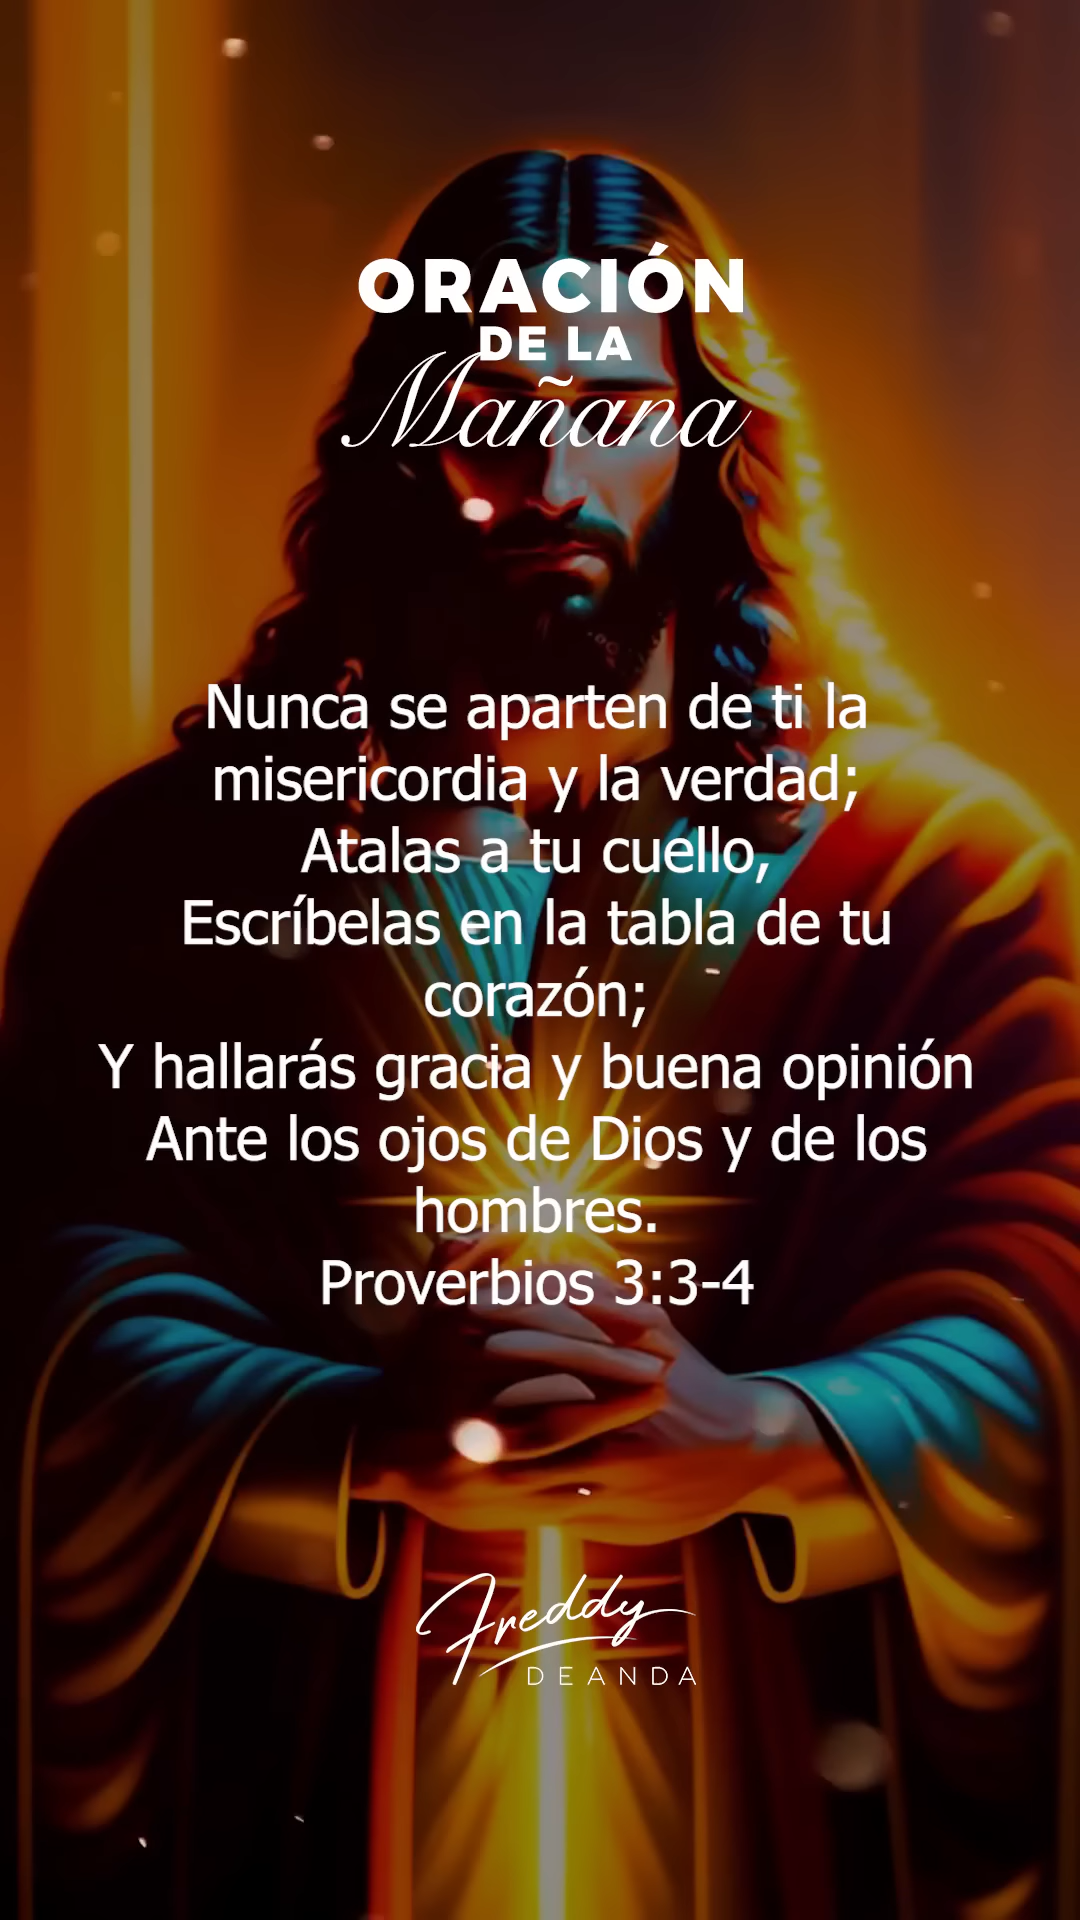 ORACIÓN
DE LA
Mañana
Nunca se aparten de ti la
misericordia y la verdad;
Atalas a tu cuello,
Escríbelas en la tabla de tu
corazón;
Y hallarás gracia y buena opinión
Ante los ojos de Dios y de los
hombres.
Proverbios 3:3-4
Freddy
DEANDA